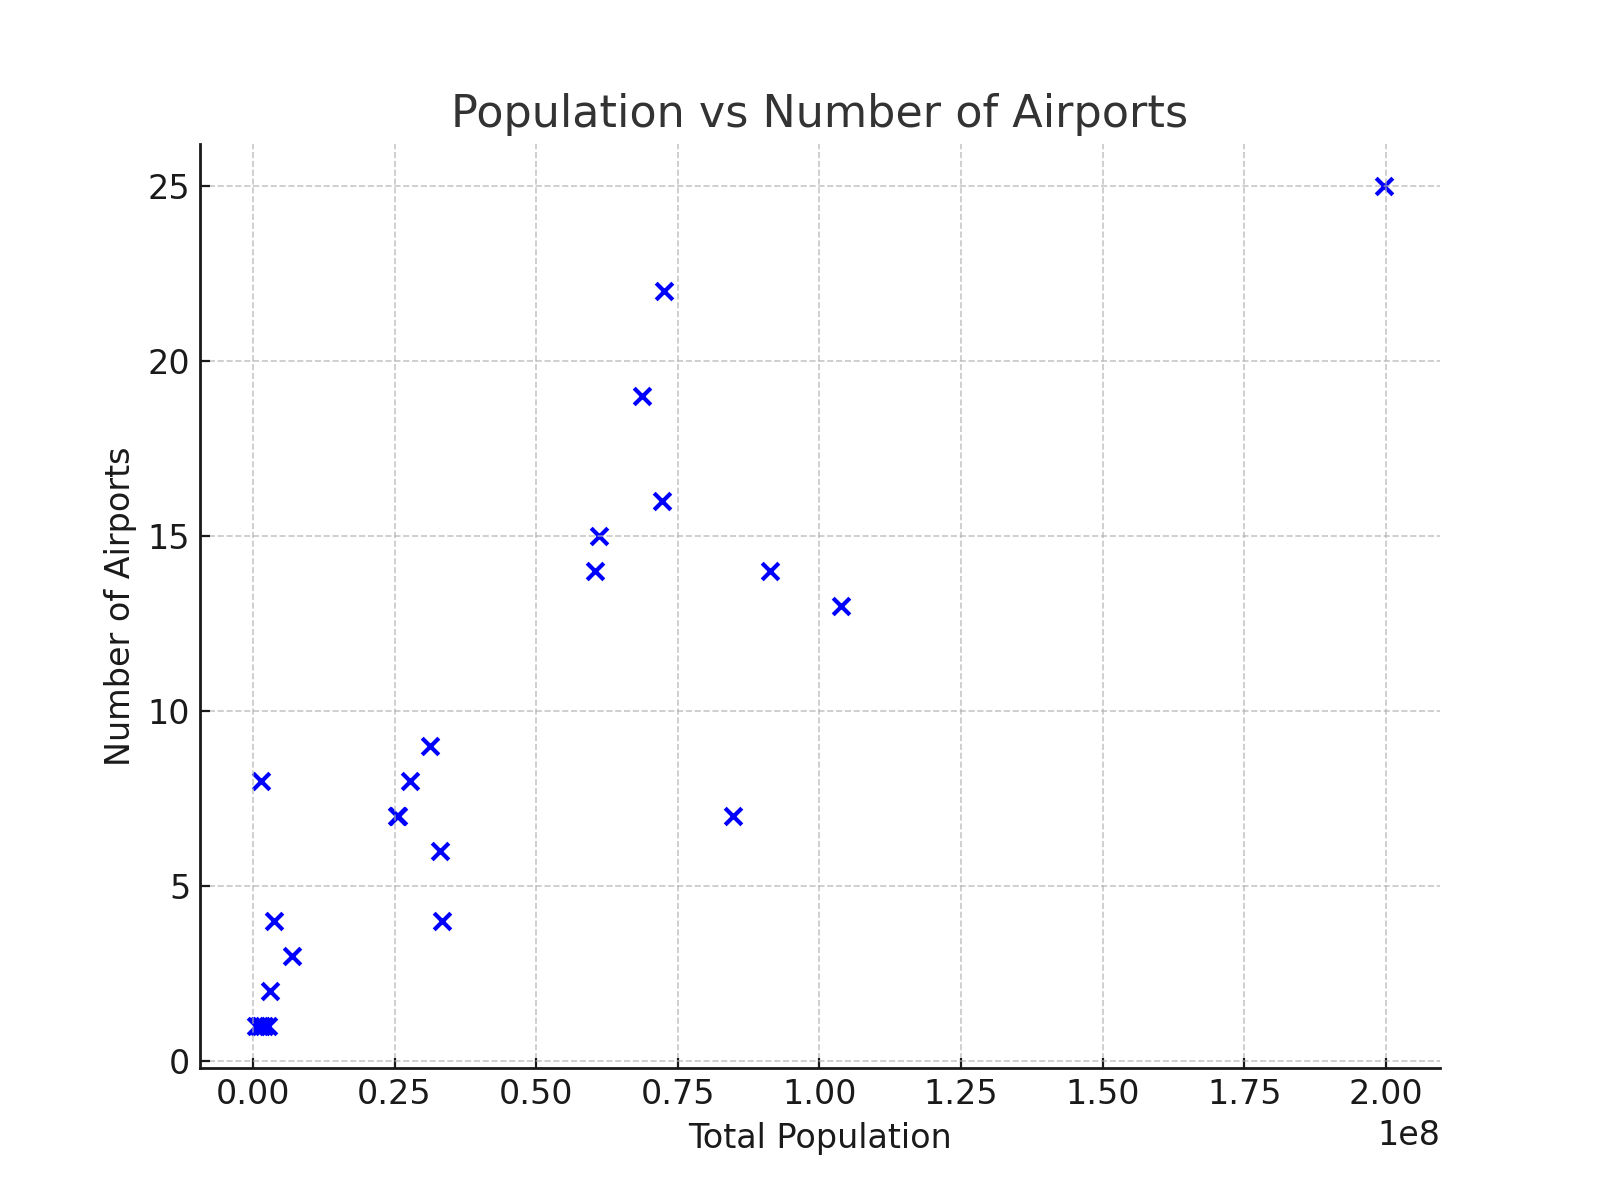 Population vs Number of Airports
Number of Airports
25
20
15
10
5
0
0.00 0.25 0.50 0.75 1.00 1.25 1.50 1.75 2.00
1e8
Total Population